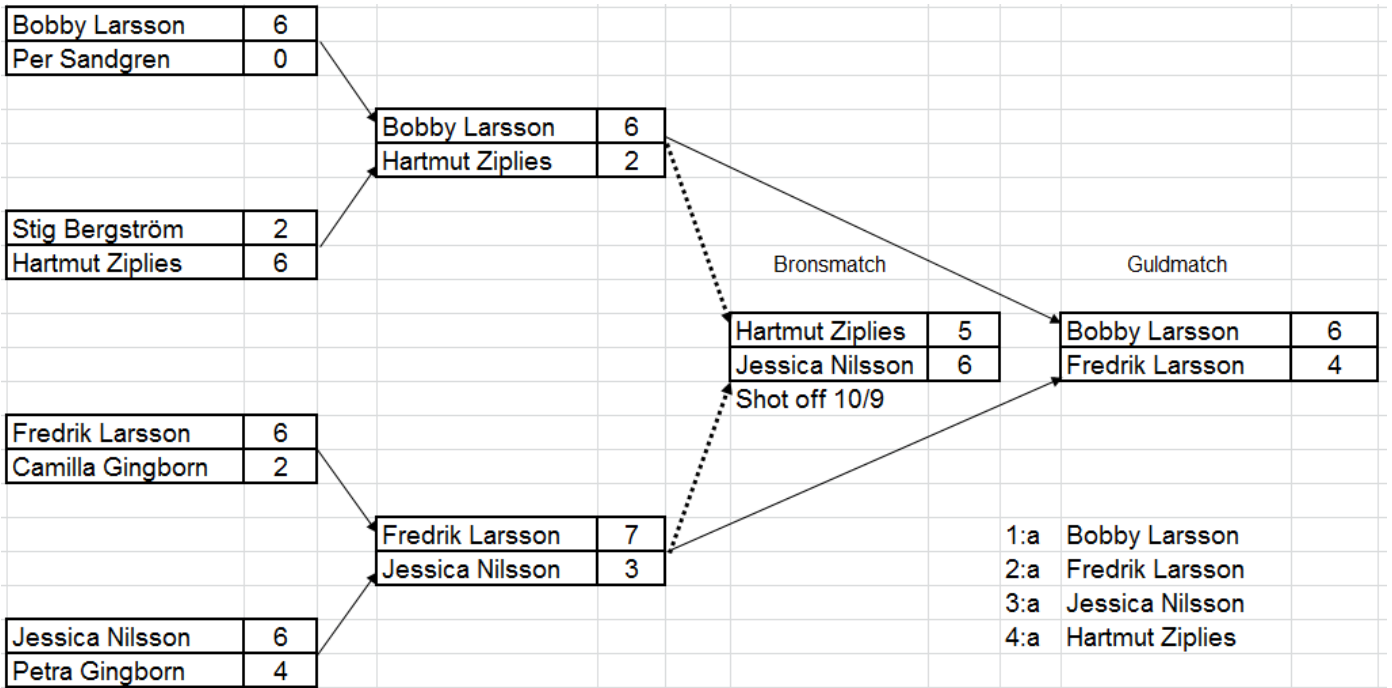 Bobby Larsson 6
Per Sandgren 0
Bobby Larsson 6
Hartmut Ziplies 2
Stig Bergström 2
Hartmut Ziplies 6
Bronsmatch Guldmatch
Hartmut Ziplies 5 Bobby Larsson 6
Jessica Nilsson 6 Fredrik Larsson 4
Shot off 10/9
Fredrik Larsson 6
Camilla Gingborn 2
Fredrik Larsson 7 1:a Bobby Larsson
Jessica Nilsson 3 2:a Fredrik Larsson
3:a Jessica Nilsson
Jessica Nilsson 6 4:a Hartmut Ziplies
Petra Gingborn 4